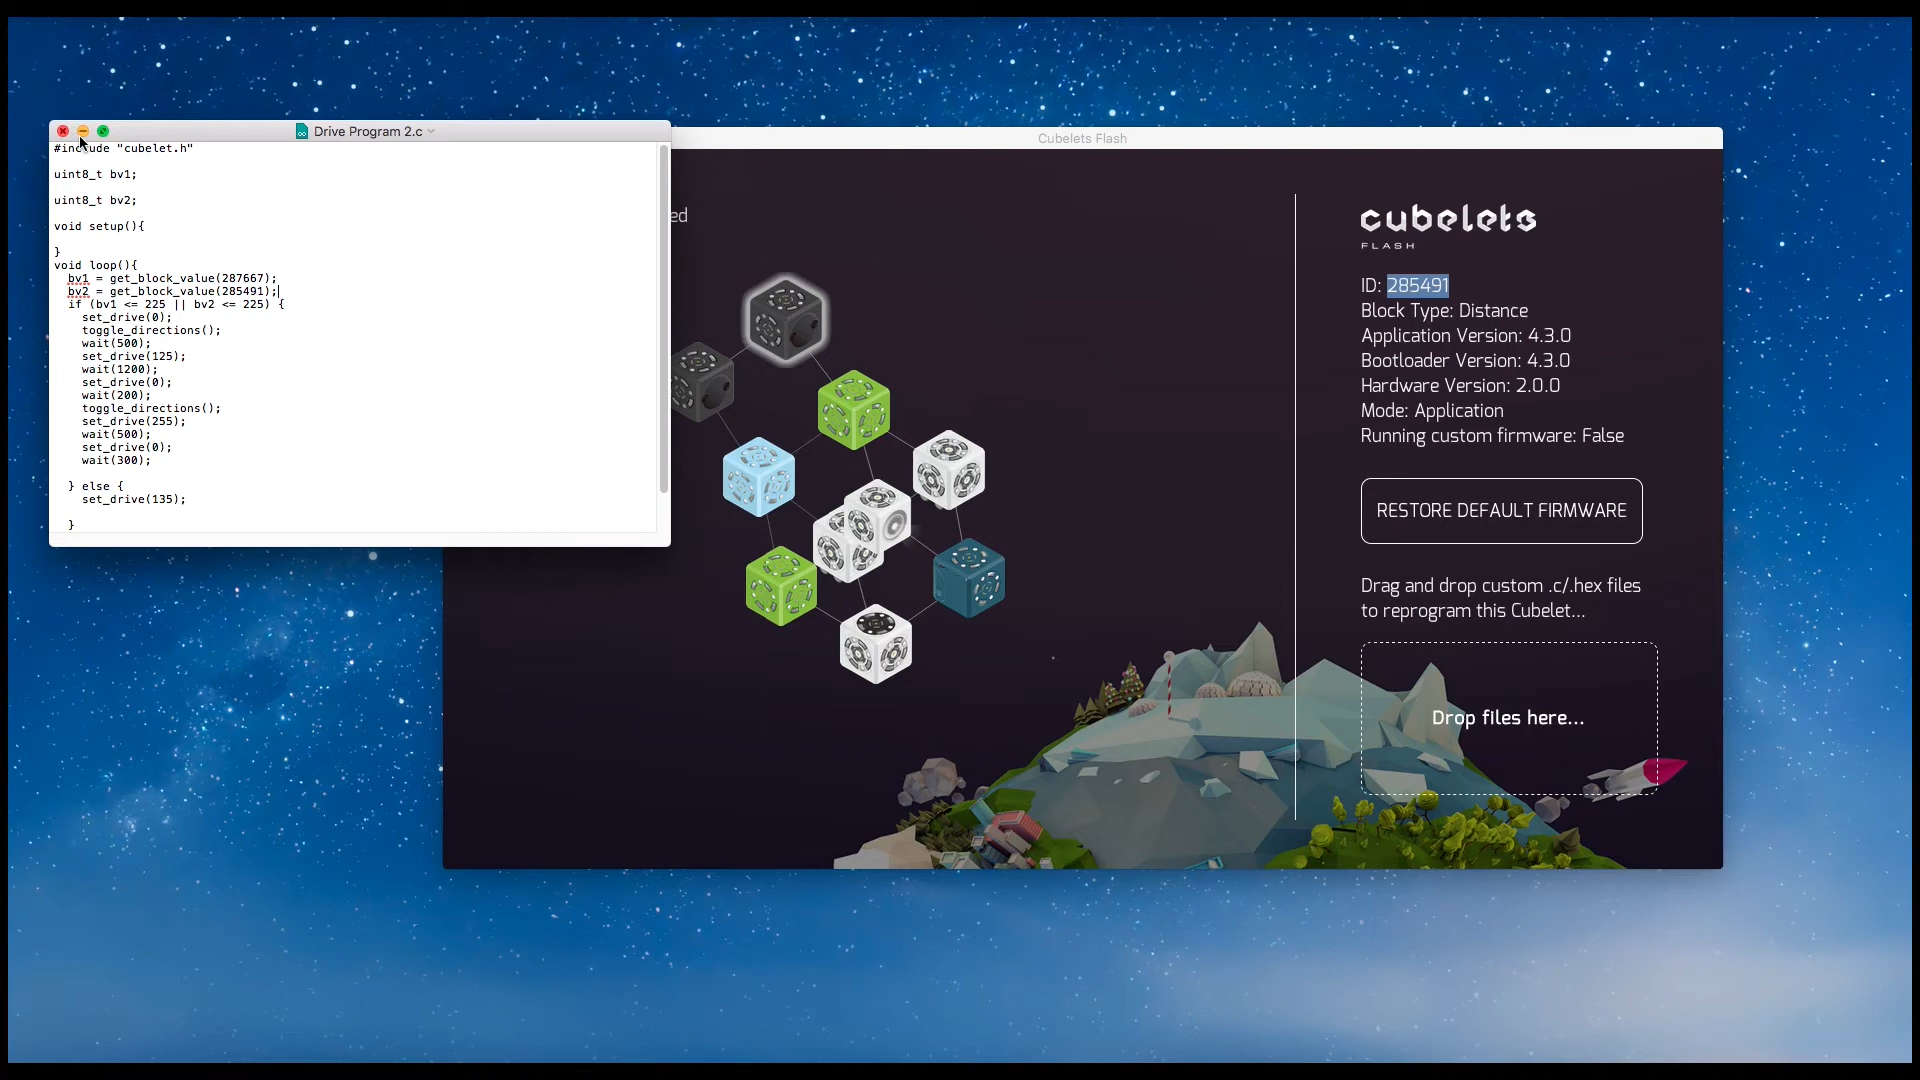 Drive Program 2.c
#include "cubelet.h"
uint8_t bv1;
uint8_t bv2;
void setup(){
}
void loop(){
bv1 = get_block_value(287667);
bv2 = get_block_value(285491);
if (bv1 <= 225 || bv2 <= 225) {
set_drive(0);
toggle_directions();
wait(500);
set_drive(125);
wait(1200);
set_drive(0);
wait(200);
toggle_directions();
set_drive(255);
wait(500);
set_drive(0);
wait(300);
} else {
set_drive(135);
}
Cubelets Flash
ed
cubelets
FLASH
ID: 285491
Block Type: Distance
Application Version: 4.3.0
Bootloader Version: 4.3.0
Hardware Version: 2.0.0
Mode: Application
Running custom firmware: False
RESTORE DEFAULT FIRMWARE
Drag and drop custom .c/.hex files
to reprogram this Cubelet...
Drop files here...